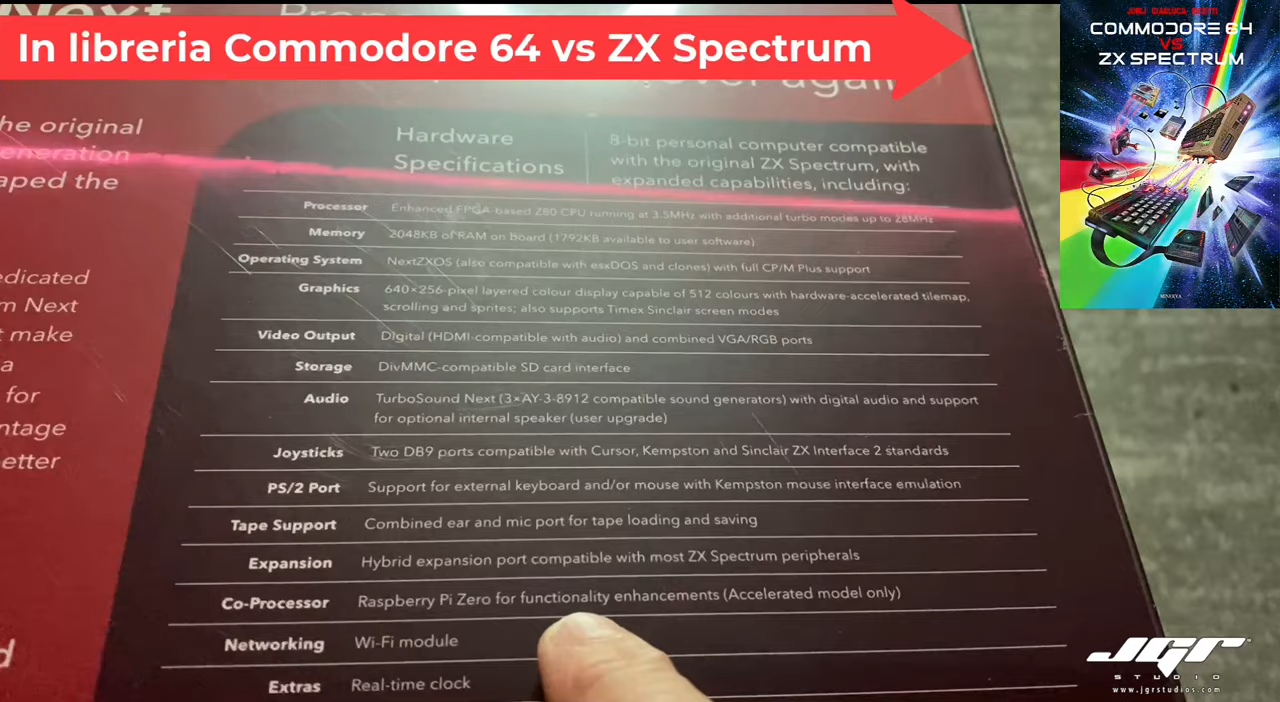 Next
In libreria Commodore 64 vs ZX Spectrum
JORJ GIANLUCA RICETTI
COMMODORE 64
VS
ZX SPECTRUM
MINERVA
he original
eneration
aped the
edicated
m Next
t make
a
for
ntage
etter
d
Hardware
Specifications
8-bit personal computer compatible
with the original ZX Spectrum, with
expanded capabilities, including:
Processor Enhanced FPGA-based Z80 CPU running at 3.5MHz with additional turbo modes up to 28MHz
Memory 2048KB of RAM on board (1792KB available to user software)
Operating System NextZXOS (also compatible with esxDOS and clones) with full CP/M Plus support
Graphics 640×256-pixel layered colour display capable of 512 colours with hardware-accelerated tilemap,
scrolling and sprites; also supports Timex Sinclair screen modes
Video Output Digital (HDMI-compatible with audio) and combined VGA/RGB ports
Storage DivMMC-compatible SD card interface
Audio TurboSound Next (3×AY-3-8912 compatible sound generators) with digital audio and support
for optional internal speaker (user upgrade)
Joysticks Two DB9 ports compatible with Cursor, Kempston and Sinclair ZX Interface 2 standards
PS/2 Port Support for external keyboard and/or mouse with Kempston mouse interface emulation
Tape Support Combined ear and mic port for tape loading and saving
Expansion Hybrid expansion port compatible with most ZX Spectrum peripherals
Co-Processor Raspberry Pi Zero for functionality enhancements (Accelerated model only)
Networking Wi-Fi module
Extras Real-time clock
JGR
STUDIO
www.jgrstudios.com